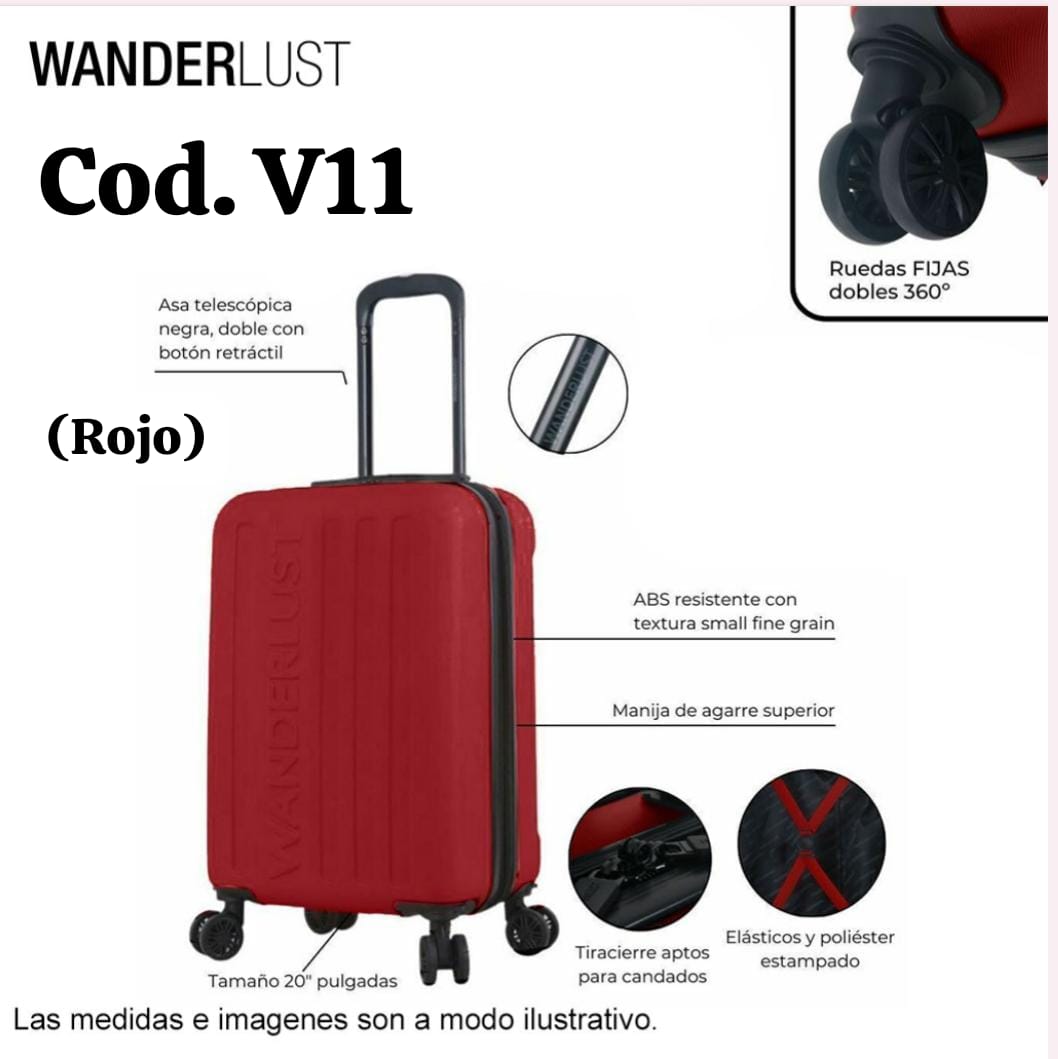 WANDERLUST
Cod. V11
Ruedas FIJAS
dobles 360°
Asa telescópica
negra, doble con
botón retráctil
WANDERLUST
(Rojo)
WANDERLUST
ABS resistente con
textura small fine grain
Manija de agarre superior
Tiracierre aptos
para candados
Elásticos y poliéster
estampado
Tamaño 20" pulgadas
Las medidas e imagenes son a modo ilustrativo.